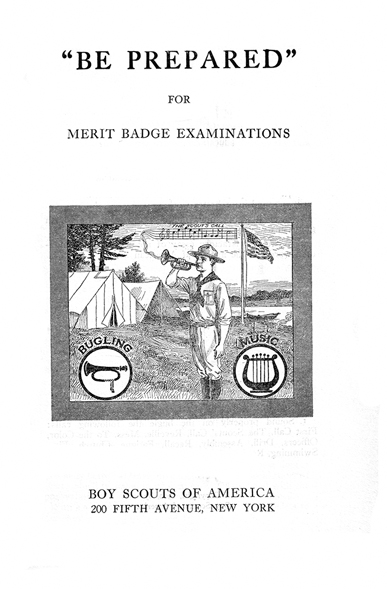 "BE PREPARED"
FOR
MERIT BADGE EXAMINATIONS
THE SCOUTS CALL
BUGLING
MUSIC
BOY SCOUTS OF AMERICA
200 FIFTH AVENUE, NEW YORK